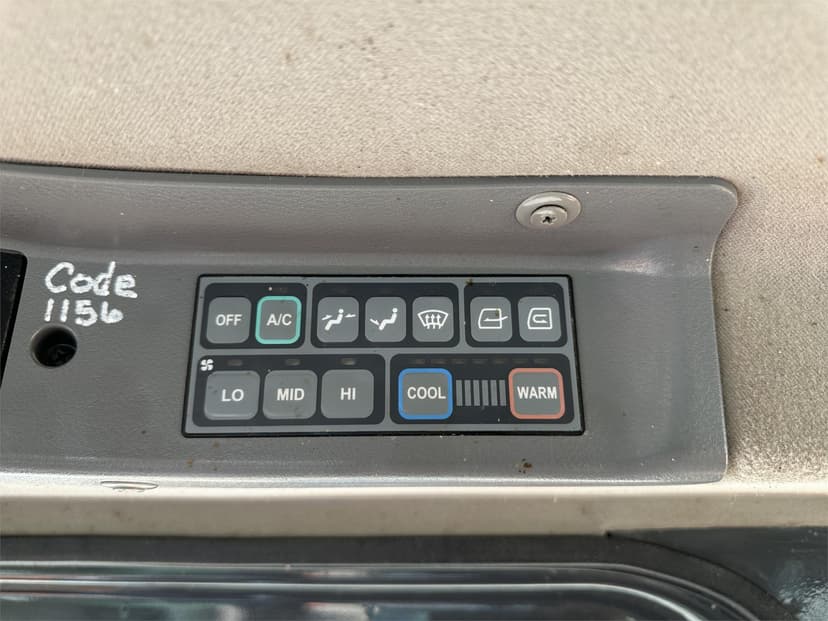 Code
1156
OFF A/C
LO MID HI COOL WARM